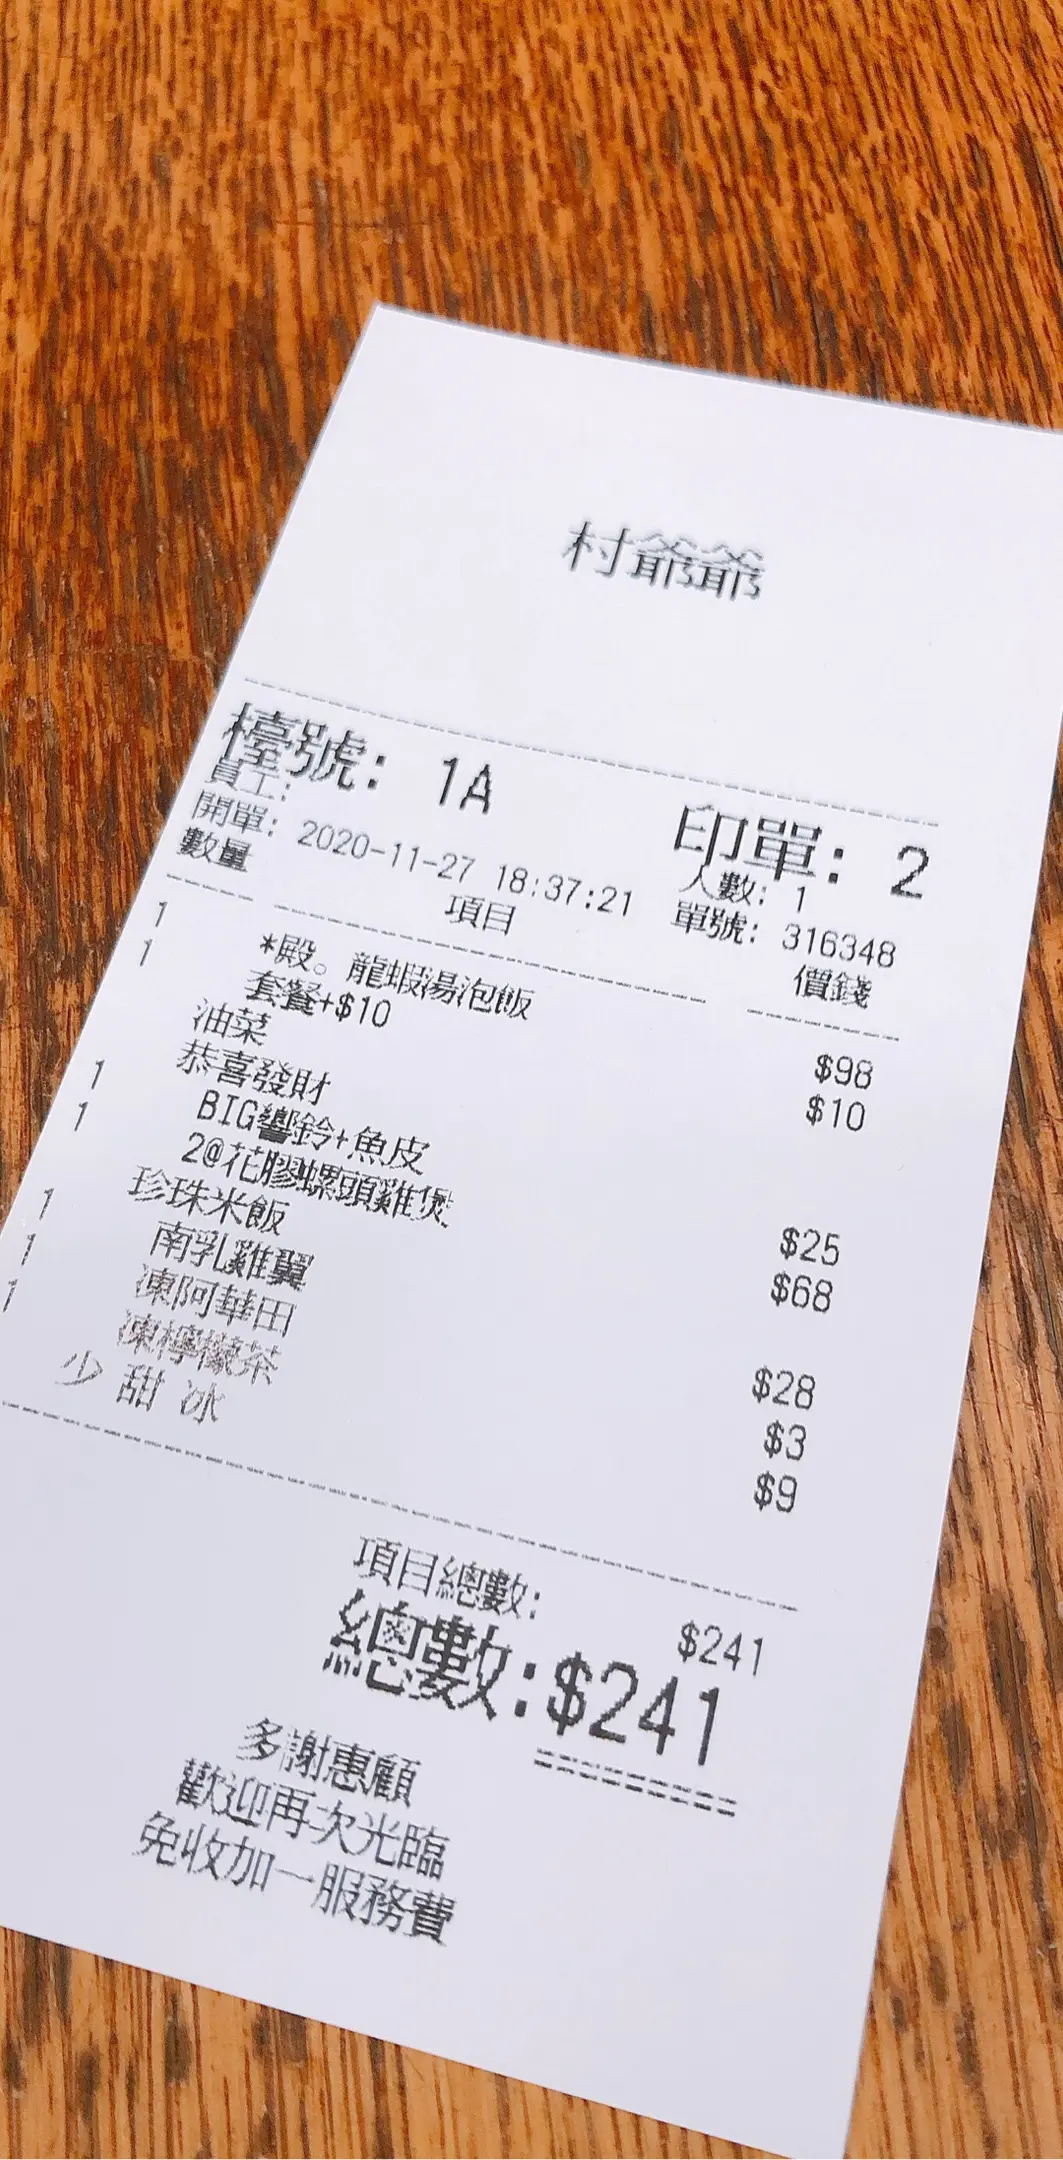 村爺爺
檯號: 1A 印單: 2
員工: 人數: 1
開單: 2020-11-27 18:37:21 單號: 316348
數量 項目 價錢
1 *殿。龍蝦湯泡飯 $98
1 套餐+$10 $10
油菜
恭喜發財
1 BIG響鈴+魚皮 $25
1 2@花膠螺頭雞煲 $68
珍珠米飯
1 南乳雞翼 $28
1 凍阿華田 $3
1 凍檸檬茶 $9
少 甜 冰
項目總數: $241
總數:$241
多謝惠顧
歡迎再次光臨
免收加一服務費